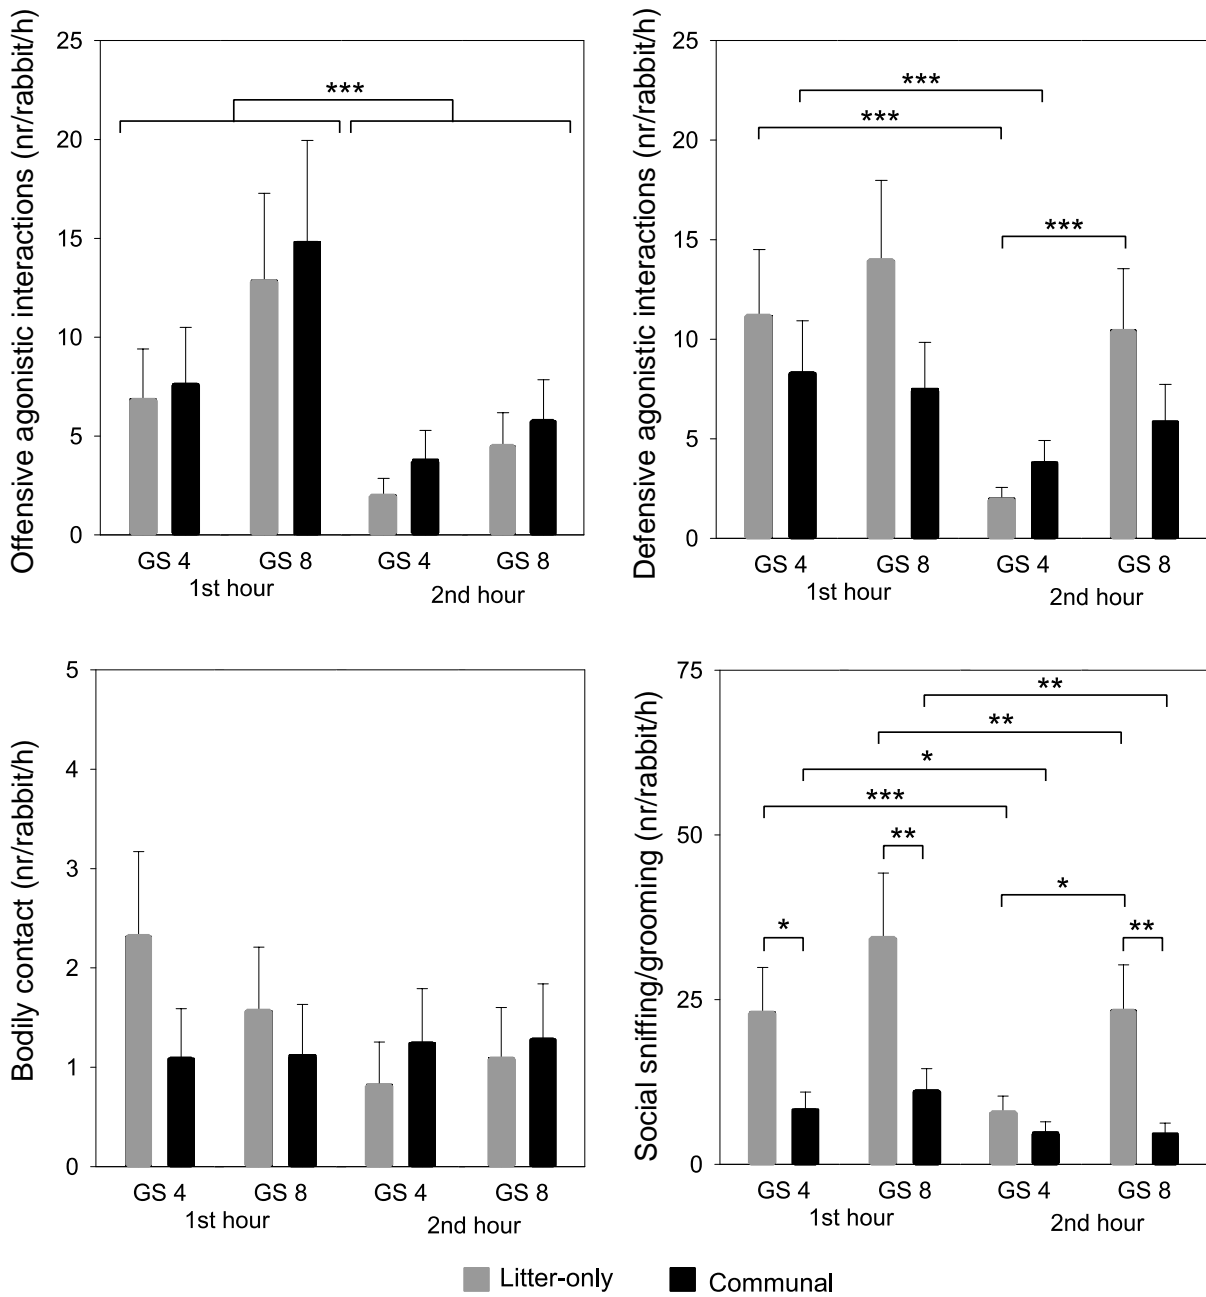 Offensive agonistic interactions (nr/rabbit/h)
25
20
15
10
5
0
***
GS 4 GS 8 GS 4 GS 8
1st hour 2nd hour
Defensive agonistic interactions (nr/rabbit/h)
25
20
15
10
5
0
***
***
***
GS 4 GS 8 GS 4 GS 8
1st hour 2nd hour
Bodily contact (nr/rabbit/h)
5
4
3
2
1
0
GS 4 GS 8 GS 4 GS 8
1st hour 2nd hour
Social sniffing/grooming (nr/rabbit/h)
75
50
25
0
**
**
*
***
**
*
* **
GS 4 GS 8 GS 4 GS 8
1st hour 2nd hour
Litter-only Communal